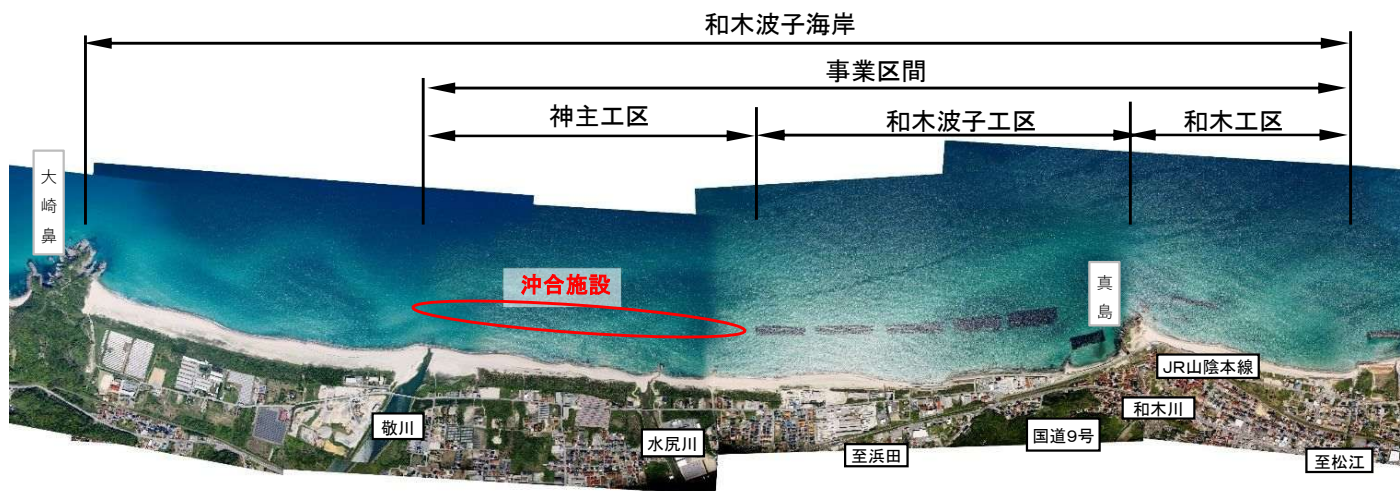 和木波子海岸
事業区間
神主工区
和木波子工区
和木工区
大崎鼻
沖合施設
真島
JR山陰本線
和木川
敬川
国道9号
水尻川
至浜田
至松江